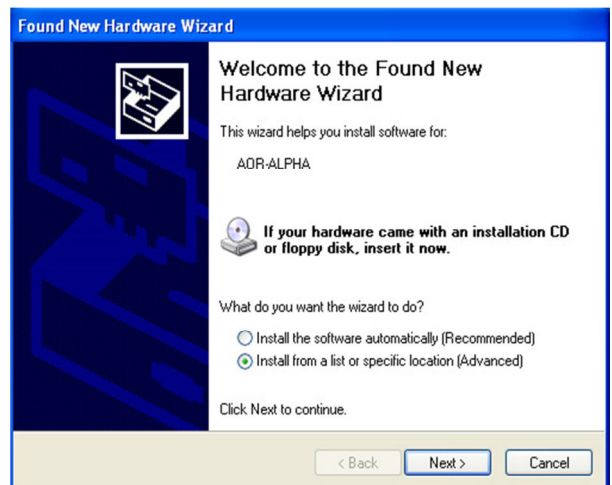 Found New Hardware Wizard
Welcome to the Found New
Hardware Wizard
This wizard helps you install software for:
AOR-ALPHA
If your hardware came with an installation CD
or floppy disk, insert it now.
What do you want the wizard to do?
Install the software automatically (Recommended)
Install from a list or specific location (Advanced)
Click Next to continue.
< Back Next > Cancel